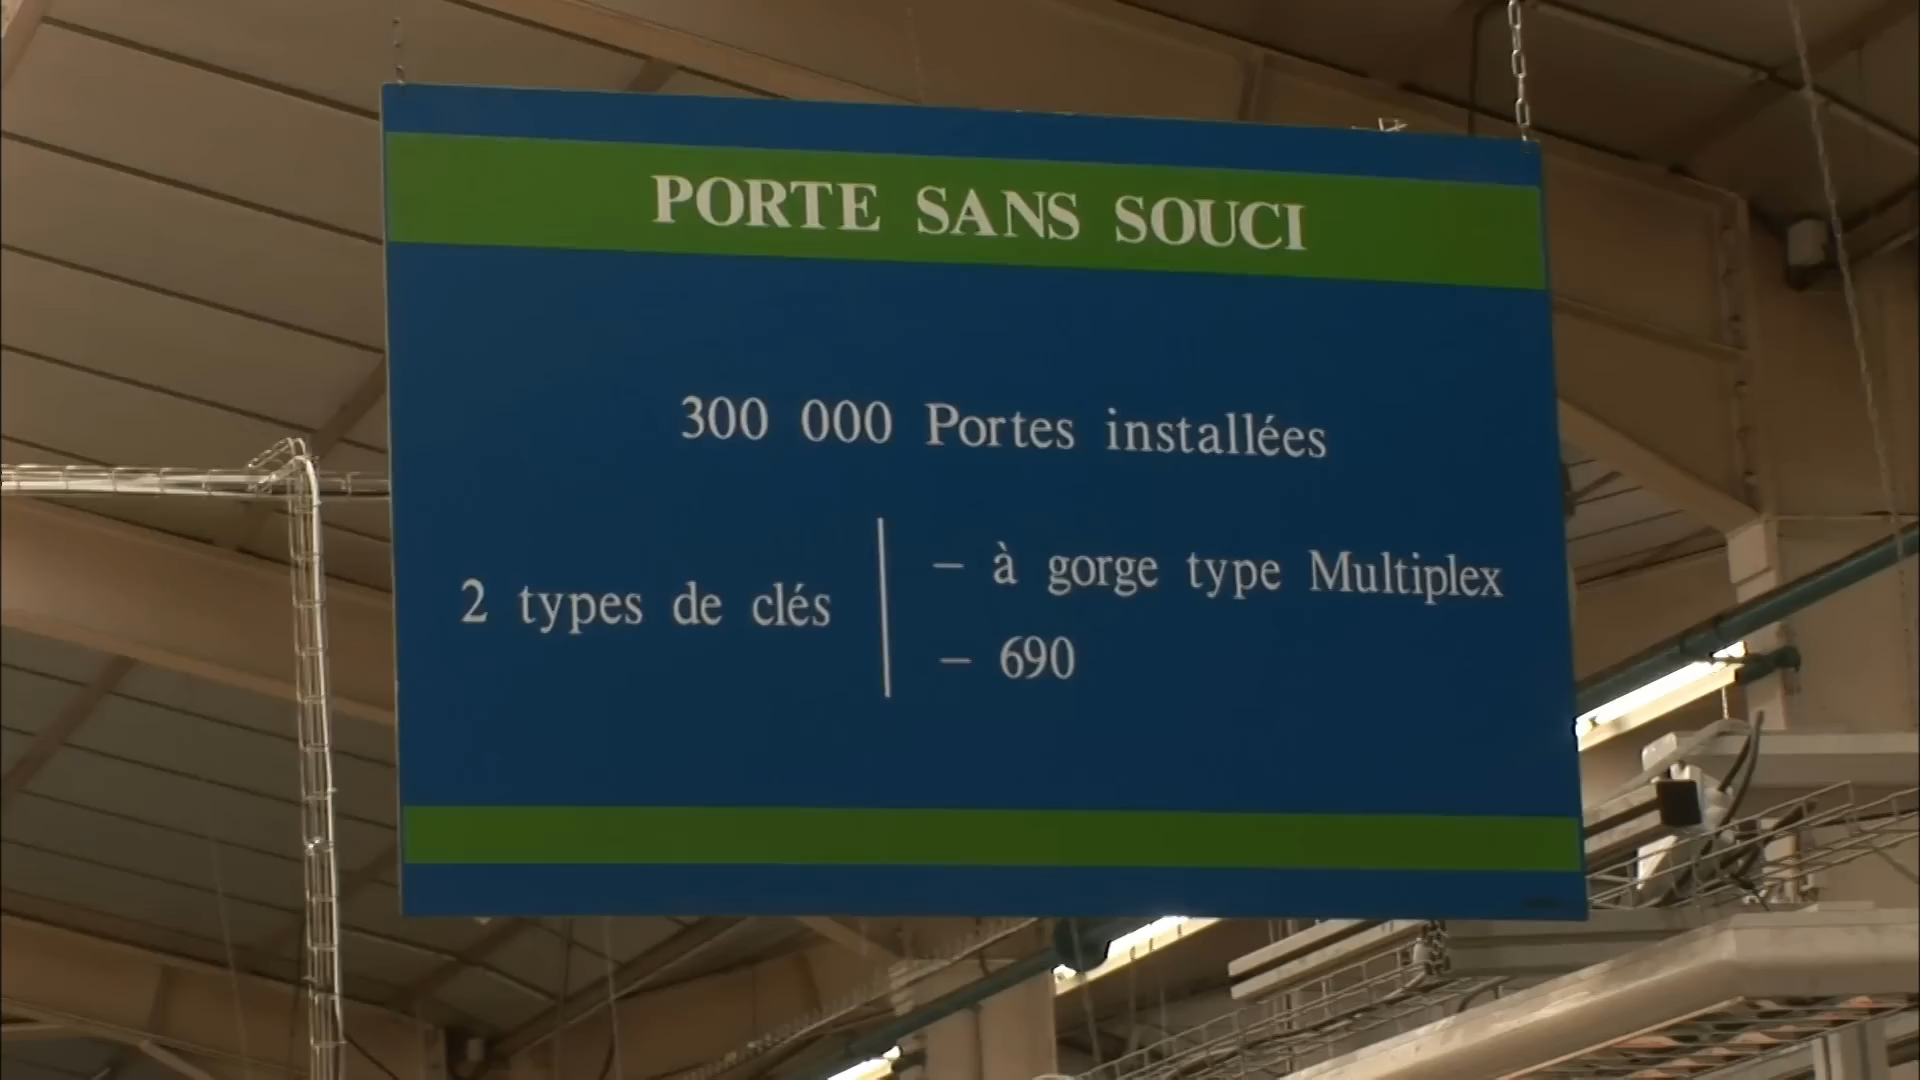 PORTE SANS SOUCI
300 000 Portes installées
2 types de clés
– à gorge type Multiplex
– 690